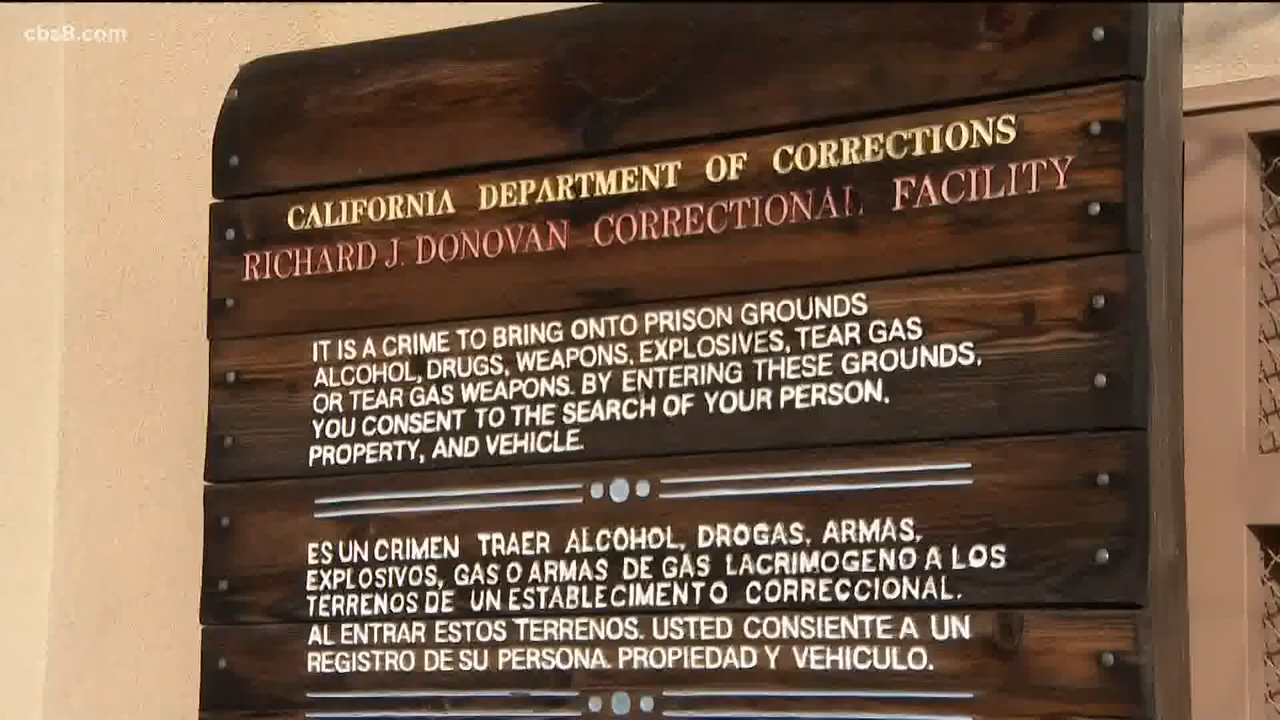 cbs8.com
CALIFORNIA DEPARTMENT OF CORRECTIONS
RICHARD J. DONOVAN CORRECTIONAL FACILITY
IT IS A CRIME TO BRING ONTO PRISON GROUNDS
ALCOHOL, DRUGS, WEAPONS, EXPLOSIVES, TEAR GAS
OR TEAR GAS WEAPONS. BY ENTERING THESE GROUNDS,
YOU CONSENT TO THE SEARCH OF YOUR PERSON,
PROPERTY, AND VEHICLE.
ES UN CRIMEN TRAER ALCOHOL, DROGAS, ARMAS,
EXPLOSIVOS, GAS O ARMAS DE GAS LACRIMOGENO A LOS
TERRENOS DE UN ESTABLECIMENTO CORRECCIONAL.
AL ENTRAR ESTOS TERRENOS. USTED CONSIENTE A UN
REGISTRO DE SU PERSONA. PROPIEDAD Y VEHICULO.